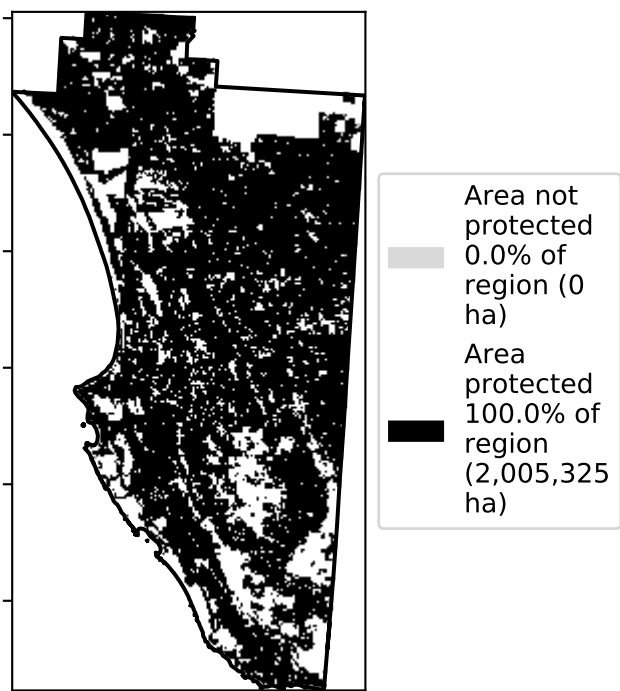 Area not
protected
0.0% of
region (0
ha)
Area
protected
100.0% of
region
(2,005,325
ha)